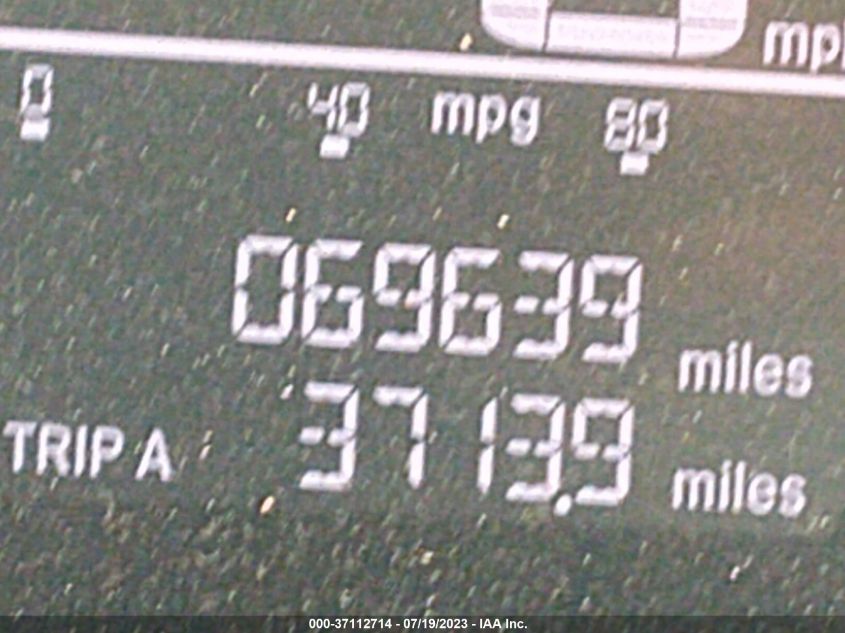 mp
0 40 mpg 80
069639 miles
TRIP A 3713.9 miles
000-37112714 - 07/19/2023 - IAA Inc.